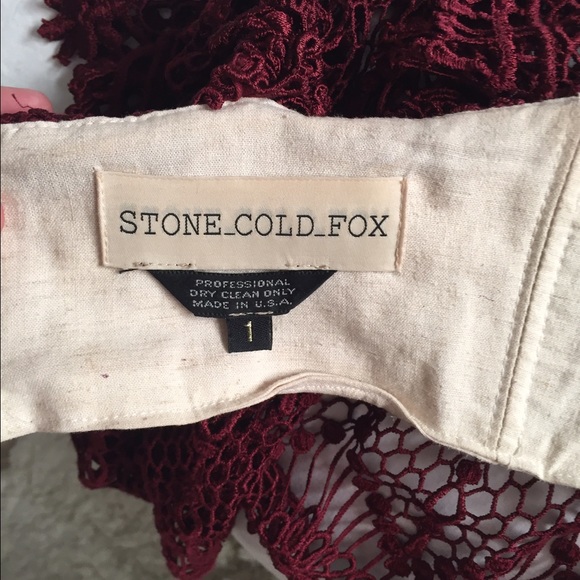 STONE_COLD_FOX
PROFESSIONAL
DRY CLEAN ONLY
MADE IN U.S.A.
1